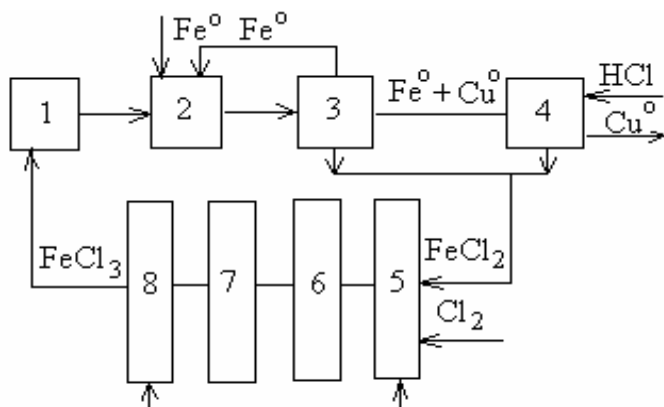 Fe° Fe°
1 2 3 Fe°+Cu° 4 HCl
Cu°
FeCl₃ 8 7 6 5 FeCl₂
Cl₂